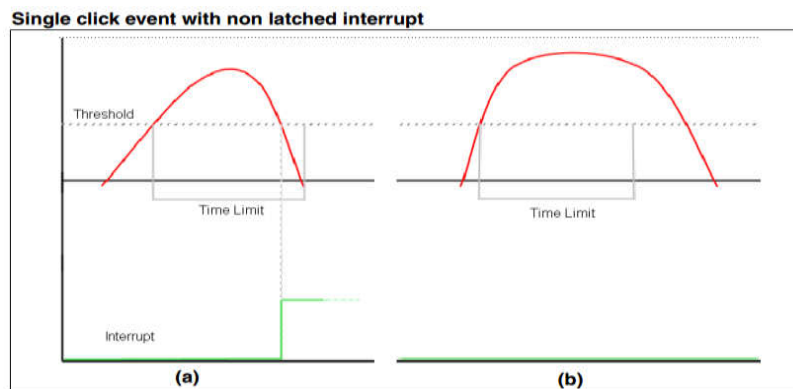 Single click event with non latched interrupt
Threshold
Time Limit
Time Limit
Interrupt
(a)
(b)